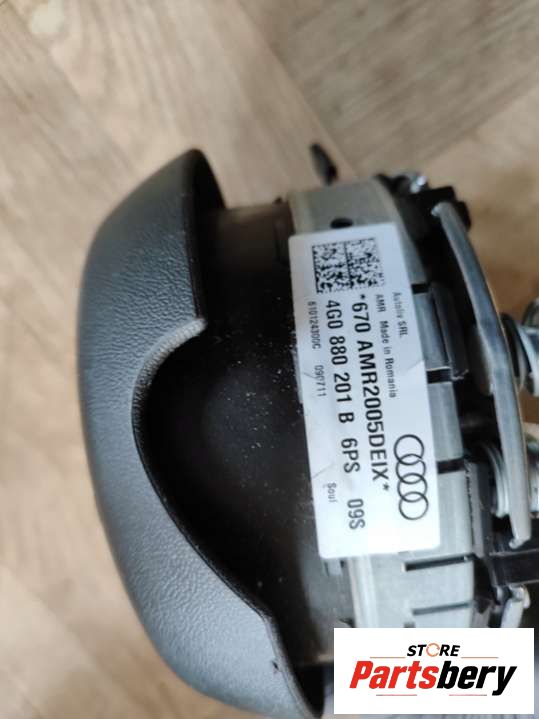 Autoliv SRL
AMR Made in Romania
*670 AMR2005DEIX*
4G0 880 201 B 6PS 09S
610124300C 090711 Soul
STORE
Partsbery